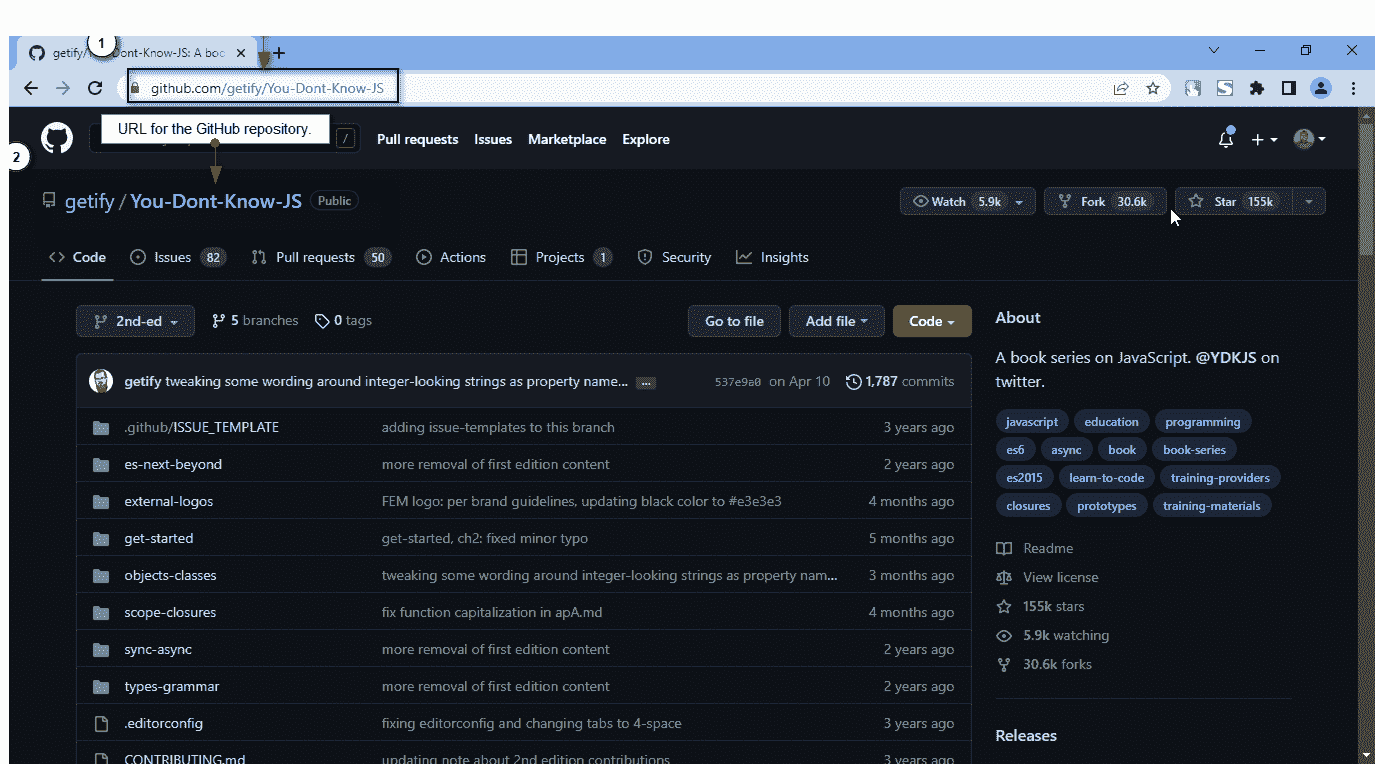 1
getify/Y Dont-Know-JS: A boo
github.com/getify/You-Dont-Know-JS
URL for the GitHub repository.
/
Pull requests Issues Marketplace Explore
2
getify / You-Dont-Know-JS Public
Watch 5.9k Fork 30.6k Star 155k
Code Issues 82 Pull requests 50 Actions Projects 1 Security Insights
2nd-ed 5 branches 0 tags Go to file Add file Code
getify tweaking some wording around integer-looking strings as property name... ... 537e9a0 on Apr 10 1,787 commits
.github/ISSUE_TEMPLATE adding issue-templates to this branch 3 years ago
es-next-beyond more removal of first edition content 2 years ago
external-logos FEM logo: per brand guidelines, updating black color to #e3e3e3 4 months ago
get-started get-started, ch2: fixed minor typo 5 months ago
objects-classes tweaking some wording around integer-looking strings as property nam... 3 months ago
scope-closures fix function capitalization in apA.md 4 months ago
sync-async more removal of first edition content 2 years ago
types-grammar more removal of first edition content 2 years ago
.editorconfig fixing editorconfig and changing tabs to 4-space 3 years ago
CONTRIBUTING.md updating note about 2nd edition contributions 3 years ago
About
A book series on JavaScript. @YDKJS on
twitter.
javascript education programming
es6 async book book-series
es2015 learn-to-code training-providers
closures prototypes training-materials
Readme
View license
155k stars
5.9k watching
30.6k forks
Releases